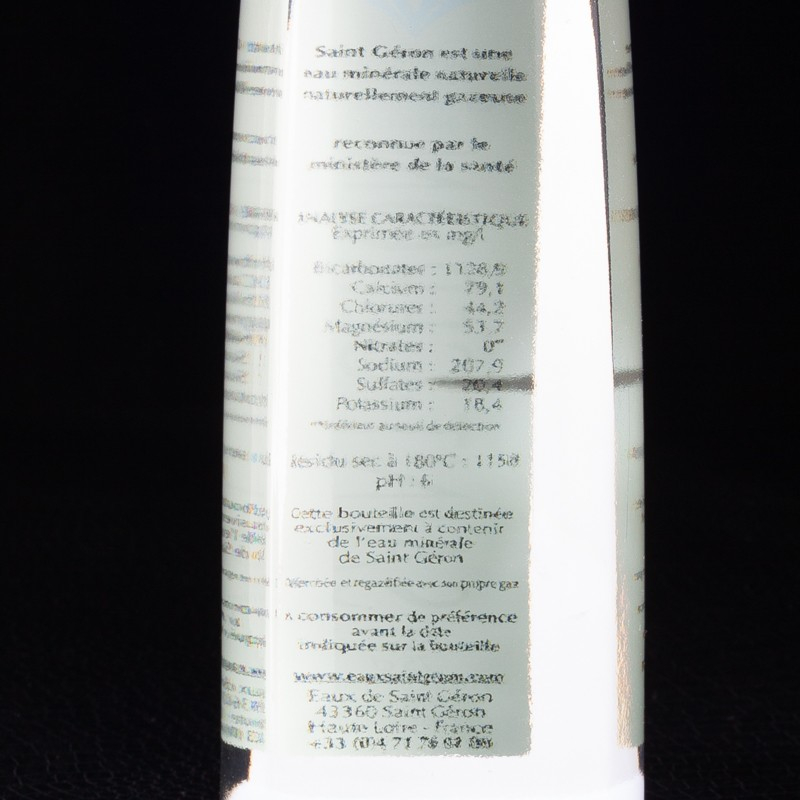 Saint Géron est une
eau minérale naturelle
naturellement gazeuse
reconnue par le
ministère de la santé
ANALYSE CARACTÉRISTIQUE
Exprimée en mg/l
Bicarbonates : 1128,9
Calcium : 79,1
Chlorures : 44,2
Magnésium : 53,7
Nitrates : 0**
Sodium : 207,9
Sulfates : 20,4
Potassium : 18,4
**inférieur au seuil de détection
Résidu sec à 180°C : 1158
pH : 6
Cette bouteille est destinée
exclusivement à contenir
de l'eau minérale
de Saint Géron
et regazéifiée avec son propre gaz
A consommer de préférence
avant la date
indiquée sur la bouteille
www.eauxsaintgeron.com
Eaux de Saint Géron
43360 Saint Géron
Haute Loire - France
+33 (0)4 71 76